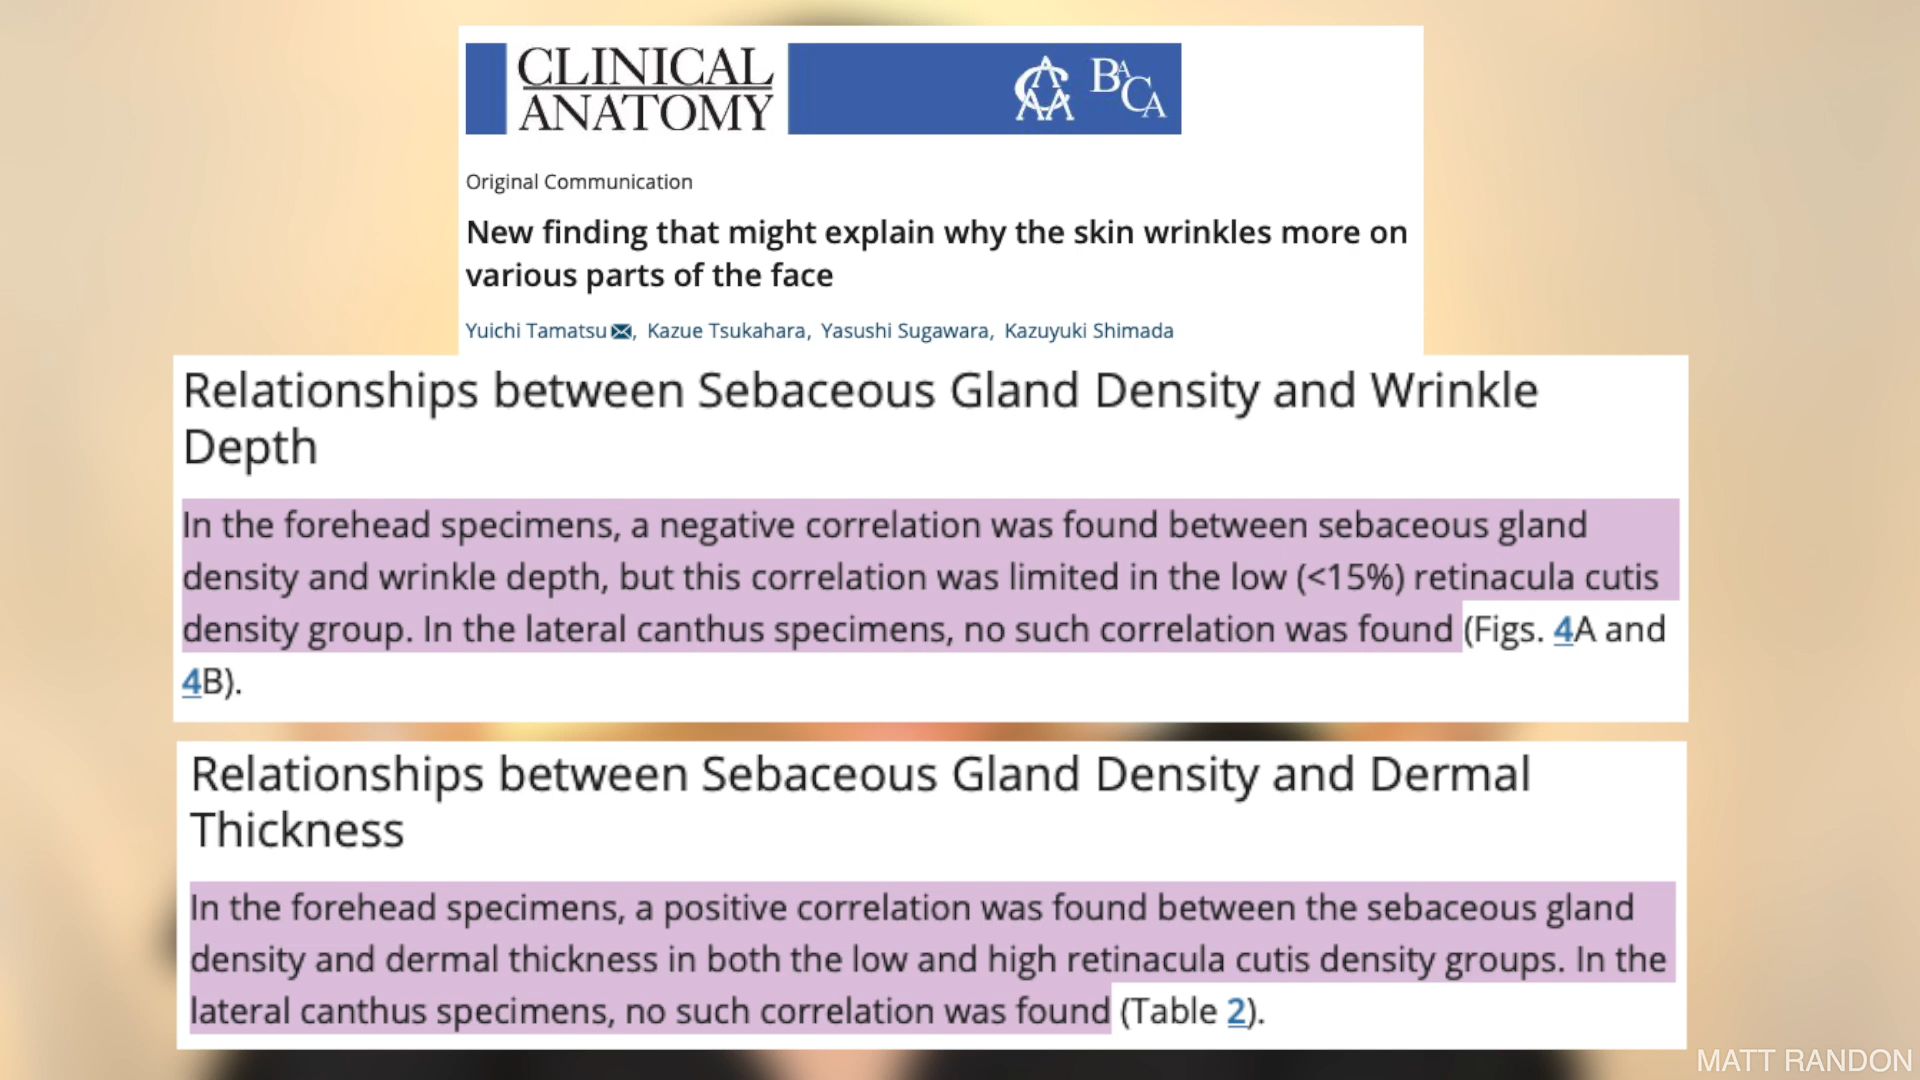 CLINICAL
ANATOMY
BACA
Original Communication
New finding that might explain why the skin wrinkles more on
various parts of the face
Yuichi Tamatsu, Kazue Tsukahara, Yasushi Sugawara, Kazuyuki Shimada
Relationships between Sebaceous Gland Density and Wrinkle
Depth
In the forehead specimens, a negative correlation was found between sebaceous gland
density and wrinkle depth, but this correlation was limited in the low (<15%) retinacula cutis
density group. In the lateral canthus specimens, no such correlation was found (Figs. 4A and
4B).
Relationships between Sebaceous Gland Density and Dermal
Thickness
In the forehead specimens, a positive correlation was found between the sebaceous gland
density and dermal thickness in both the low and high retinacula cutis density groups. In the
lateral canthus specimens, no such correlation was found (Table 2).
MATT RANDON